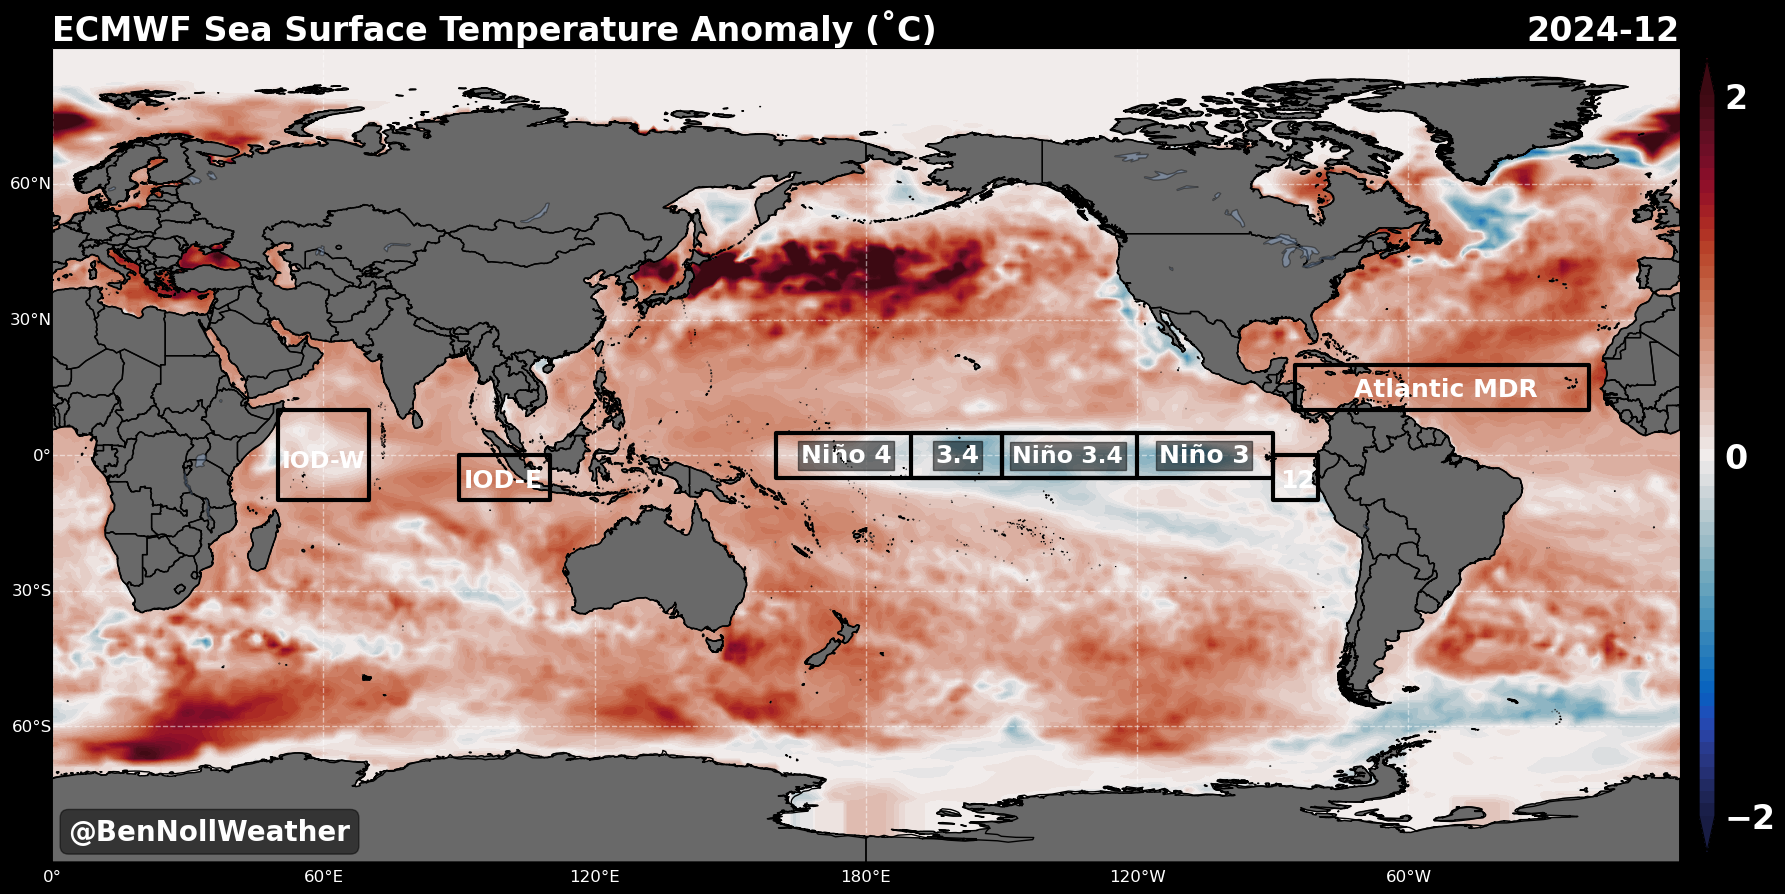 ECMWF Sea Surface Temperature Anomaly (˚C)
2024-12
2
0
−2
60°N
30°N
0°
30°S
60°S
Atlantic MDR
IOD-W
IOD-E
Niño 4
3.4
Niño 3.4
Niño 3
12
@BenNollWeather
0°
60°E
120°E
180°E
120°W
60°W